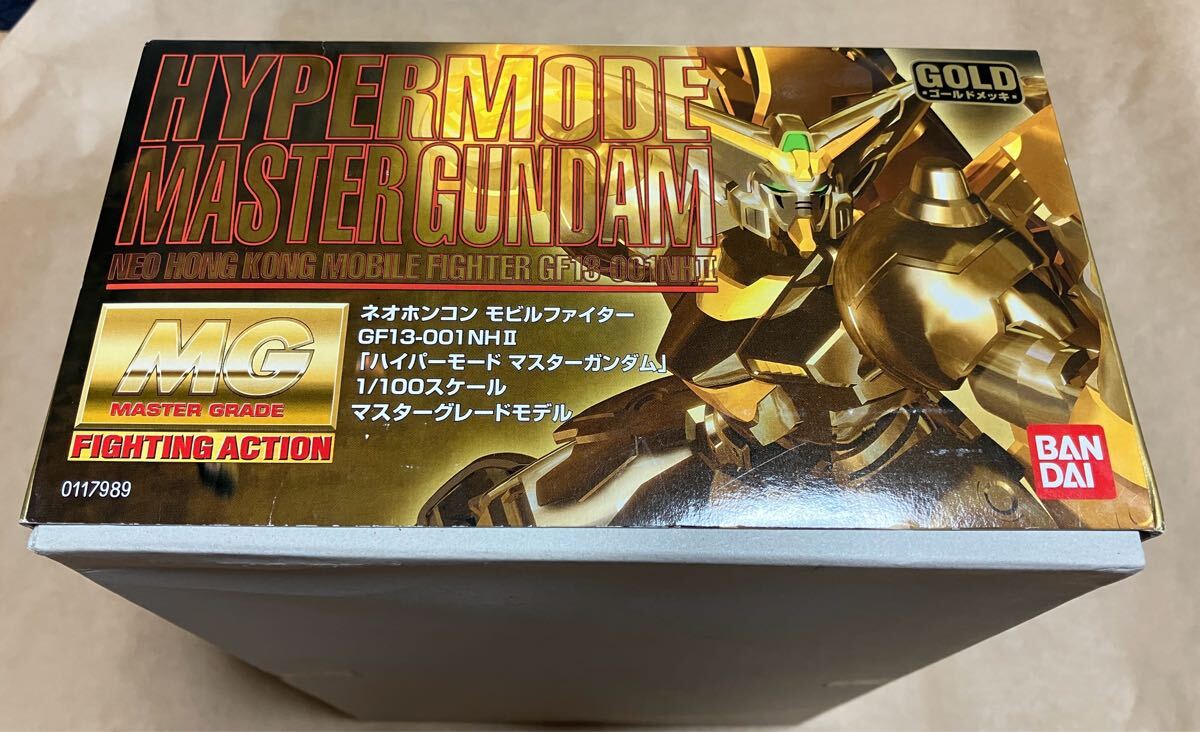 HYPERMODE
MASTER GUNDAM
NEO HONG KONG MOBILE FIGHTER GF13-001NHⅡ
GOLD
・ゴールドメッキ・
MG
MASTER GRADE
FIGHTING ACTION
ネオホンコン モビルファイター
GF13-001NHⅡ
「ハイパーモード マスターガンダム」
1/100スケール
マスターグレードモデル
0117989
BAN
DAI